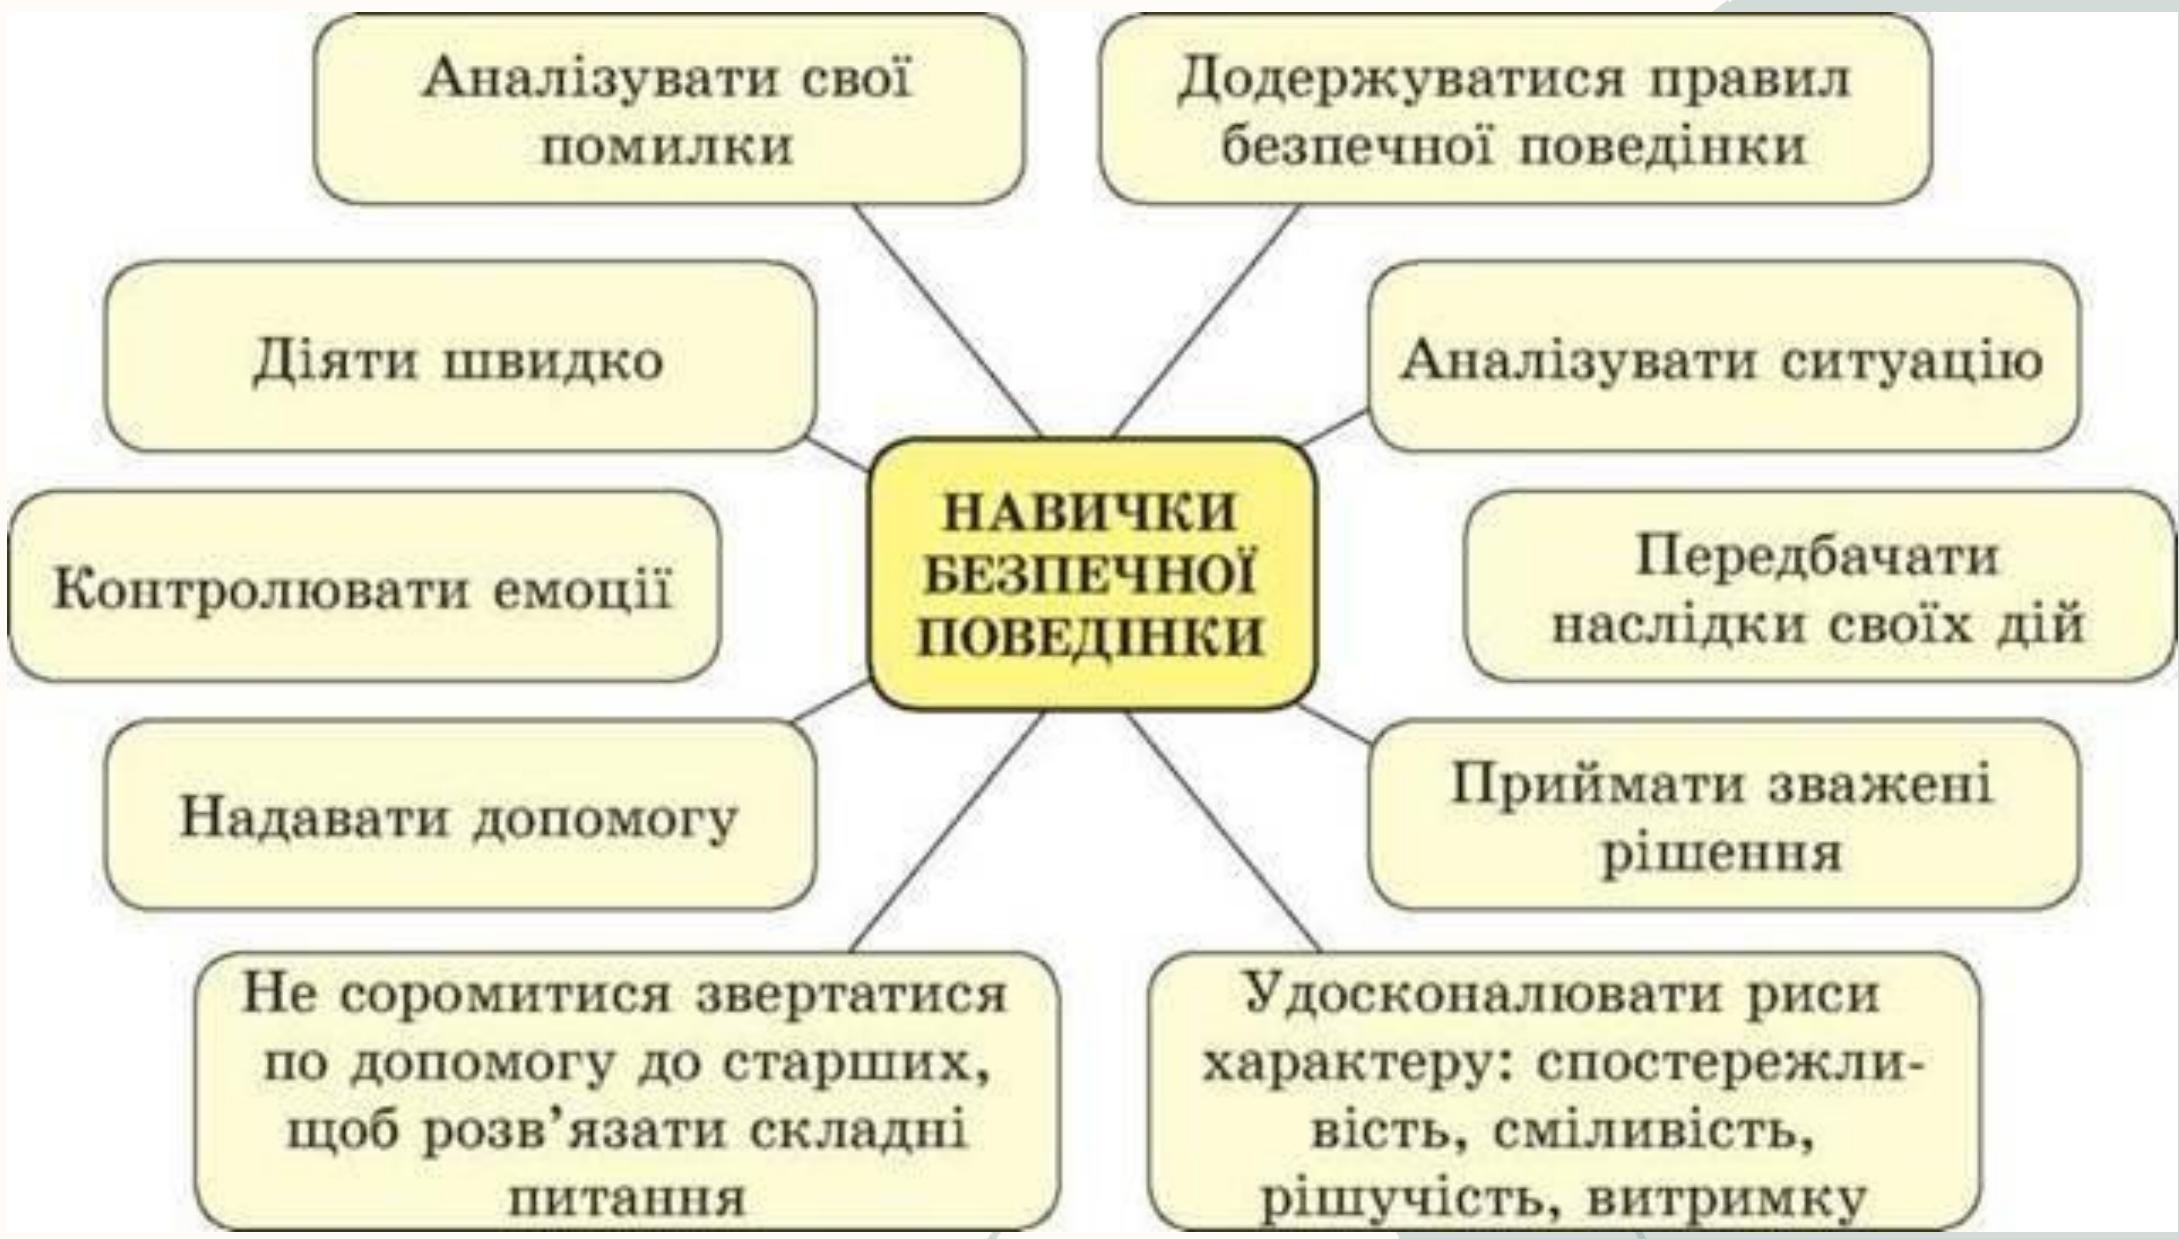 Аналізувати свої
помилки
Додержуватися правил
безпечної поведінки
Діяти швидко
Аналізувати ситуацію
НАВИЧКИ
БЕЗПЕЧНОЇ
ПОВЕДІНКИ
Контролювати емоції
Передбачати
наслідки своїх дій
Надавати допомогу
Приймати зважені
рішення
Не соромитися звертатися
по допомогу до старших,
щоб розв’язати складні
питання
Удосконалювати риси
характеру: спостережли-
вість, сміливість,
рішучість, витримку